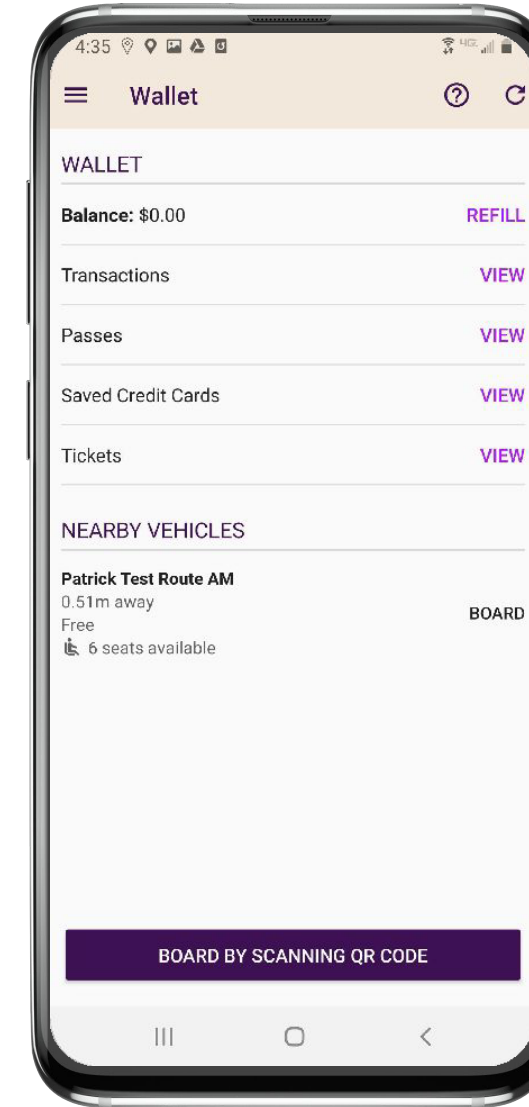 4:35
4G
Wallet
WALLET
Balance: $0.00 REFILL
Transactions VIEW
Passes VIEW
Saved Credit Cards VIEW
Tickets VIEW
NEARBY VEHICLES
Patrick Test Route AM
0.51m away
Free
6 seats available
BOARD
BOARD BY SCANNING QR CODE